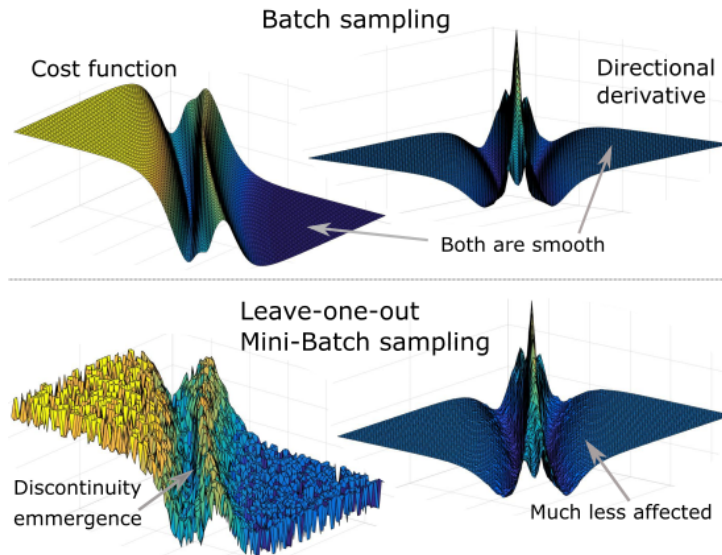 Batch sampling
Cost function
Directional
derivative
Both are smooth
Leave-one-out
Mini-Batch sampling
Discontinuity
emmergence
Much less affected